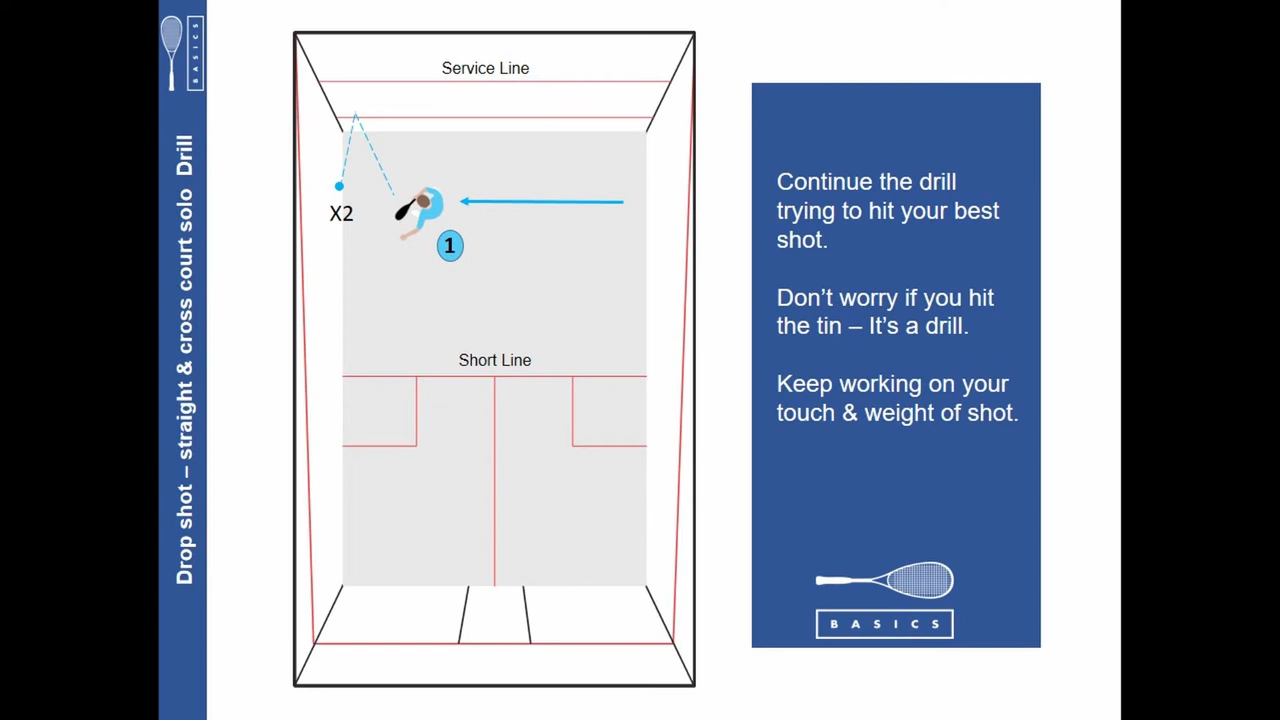 BASICS
Drop shot – straight & cross court solo Drill
Service Line
X2
1
Short Line
Continue the drill
trying to hit your best
shot.
Don’t worry if you hit
the tin – It’s a drill.
Keep working on your
touch & weight of shot.
BASICS